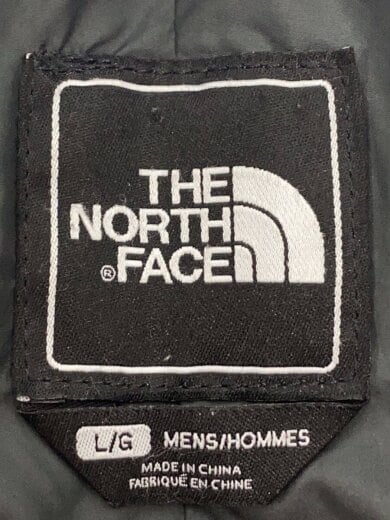 THE
NORTH
® FACE
L/G MENS/HOMMES
MADE IN CHINA
FABRIQUÉ EN CHINE